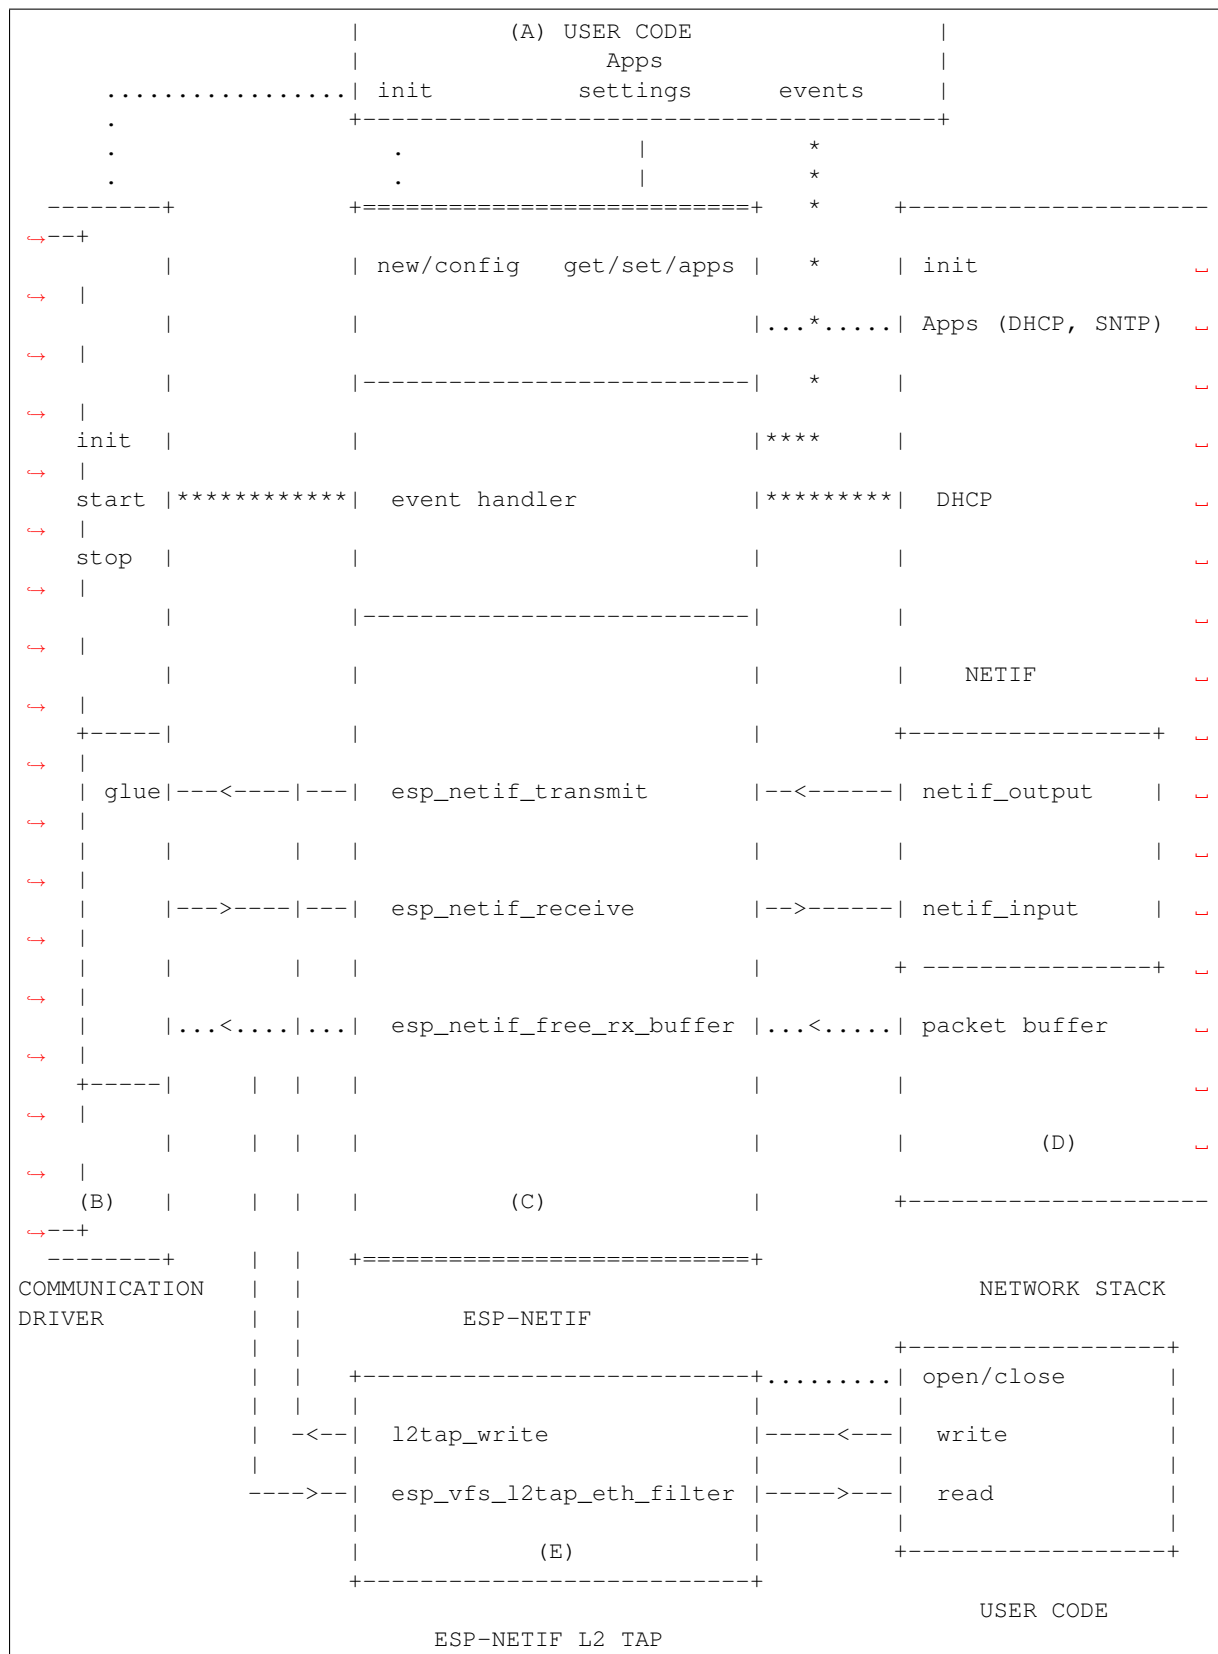 |          (A) USER CODE                 |
                       |                 Apps                   |
      .................| init          settings      events     |
      .                +----------------------------------------+
      .                   .                |           *
      .                   .                |           *
  --------+            +===========================+   *     +---------------------
↪--+
          |            | new/config   get/set/apps |   *     | init                ␣
↪  |
          |            |                           |...*.....| Apps (DHCP, SNTP)   ␣
↪  |
          |            |---------------------------|   *     |                     ␣
↪  |
    init  |            |                           |****     |                     ␣
↪  |
    start |************|  event handler            |*********|  DHCP               ␣
↪  |
    stop  |            |                           |         |                     ␣
↪  |
          |            |---------------------------|         |                     ␣
↪  |
          |            |                           |         |    NETIF            ␣
↪  |
    +-----|            |                           |         +-----------------+   ␣
↪  |
    | glue|---<----|---|  esp_netif_transmit       |--<------| netif_output    |   ␣
↪  |
    |     |        |   |                           |         |                 |   ␣
↪  |
    |     |--->----|---|  esp_netif_receive        |-->------| netif_input     |   ␣
↪  |
    |     |        |   |                           |         + ----------------+   ␣
↪  |
    |     |...<....|...|  esp_netif_free_rx_buffer |...<.....| packet buffer       ␣
↪  |
    +-----|     |  |   |                           |         |                     ␣
↪  |
          |     |  |   |                           |         |         (D)         ␣
↪  |
    (B)   |     |  |   |          (C)              |         +---------------------
↪--+
  --------+     |  |   +===========================+
COMMUNICATION   |  |                                               NETWORK STACK
DRIVER          |  |           ESP-NETIF
                |  |                                         +------------------+
                |  |   +---------------------------+.........| open/close       |
                |  |   |                           |         |                  |
                |  -<--|  l2tap_write              |-----<---|  write           |
                |      |                           |         |                  |
                ---->--|  esp_vfs_l2tap_eth_filter |----->---|  read            |
                       |                           |         |                  |
                       |            (E)            |         +------------------+
                       +---------------------------+
                                                                   USER CODE
                             ESP-NETIF L2 TAP